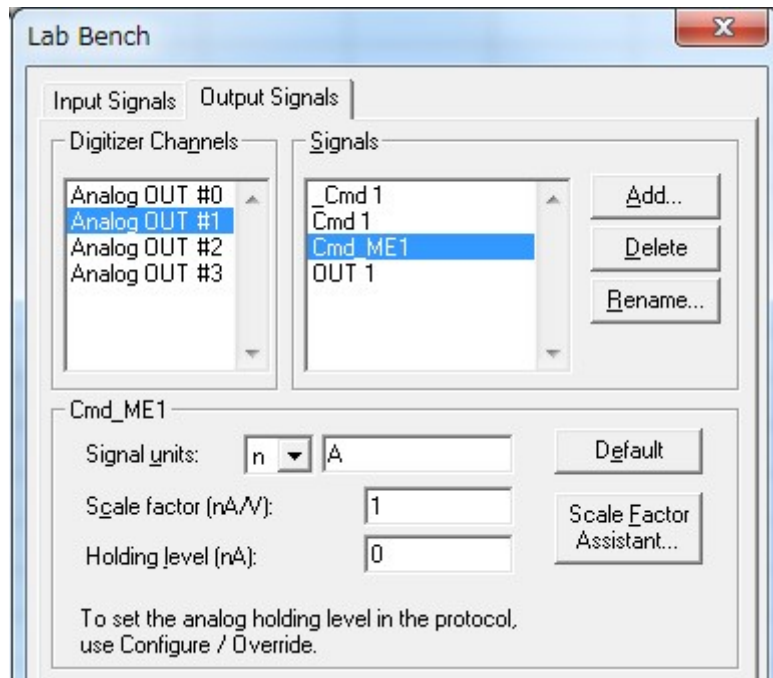 Lab Bench
Input Signals Output Signals
Digitizer Channels
Analog OUT #0
Analog OUT #1
Analog OUT #2
Analog OUT #3
Signals
_Cmd 1
Cmd 1
Cmd_ME1
OUT 1
Add...
Delete
Rename...
Cmd_ME1
Signal units: n A Default
Scale factor (nA/V): 1
Scale Factor
Assistant...
Holding level (nA): 0
To set the analog holding level in the protocol,
use Configure / Override.